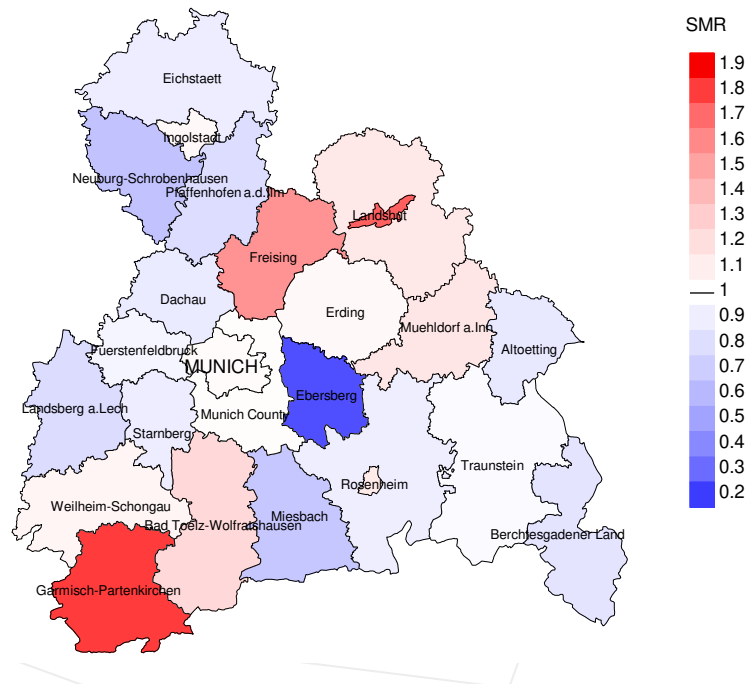 SMR
Eichstaett
Ingolstadt
Neuburg-Schrobenhausen
Pfaffenhofen a.d.Ilm
Landshut
Freising
Dachau
Erding
Muehldorf a.Inn
Altoetting
Fuerstenfeldbruck
MUNICH
Ebersberg
Landsberg a.Lech
Munich County
Starnberg
Traunstein
Rosenheim
Weilheim-Schongau
Miesbach
Bad Toelz-Wolfratshausen
Berchtesgadener Land
Garmisch-Partenkirchen
1.9
1.8
1.7
1.6
1.5
1.4
1.3
1.2
1.1
1
0.9
0.8
0.7
0.6
0.5
0.4
0.3
0.2